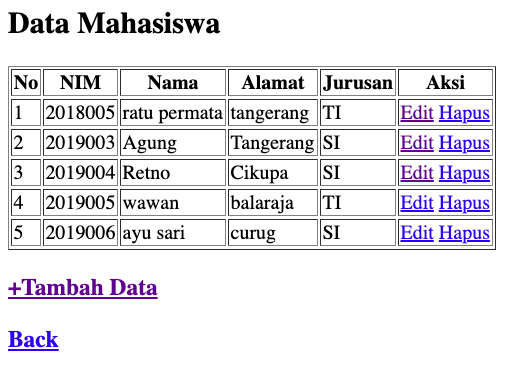 Data Mahasiswa
No NIM Nama Alamat Jurusan Aksi
1 2018005 ratu permata tangerang TI Edit Hapus
2 2019003 Agung Tangerang SI Edit Hapus
3 2019004 Retno Cikupa SI Edit Hapus
4 2019005 wawan balaraja TI Edit Hapus
5 2019006 ayu sari curug SI Edit Hapus
+Tambah Data
Back